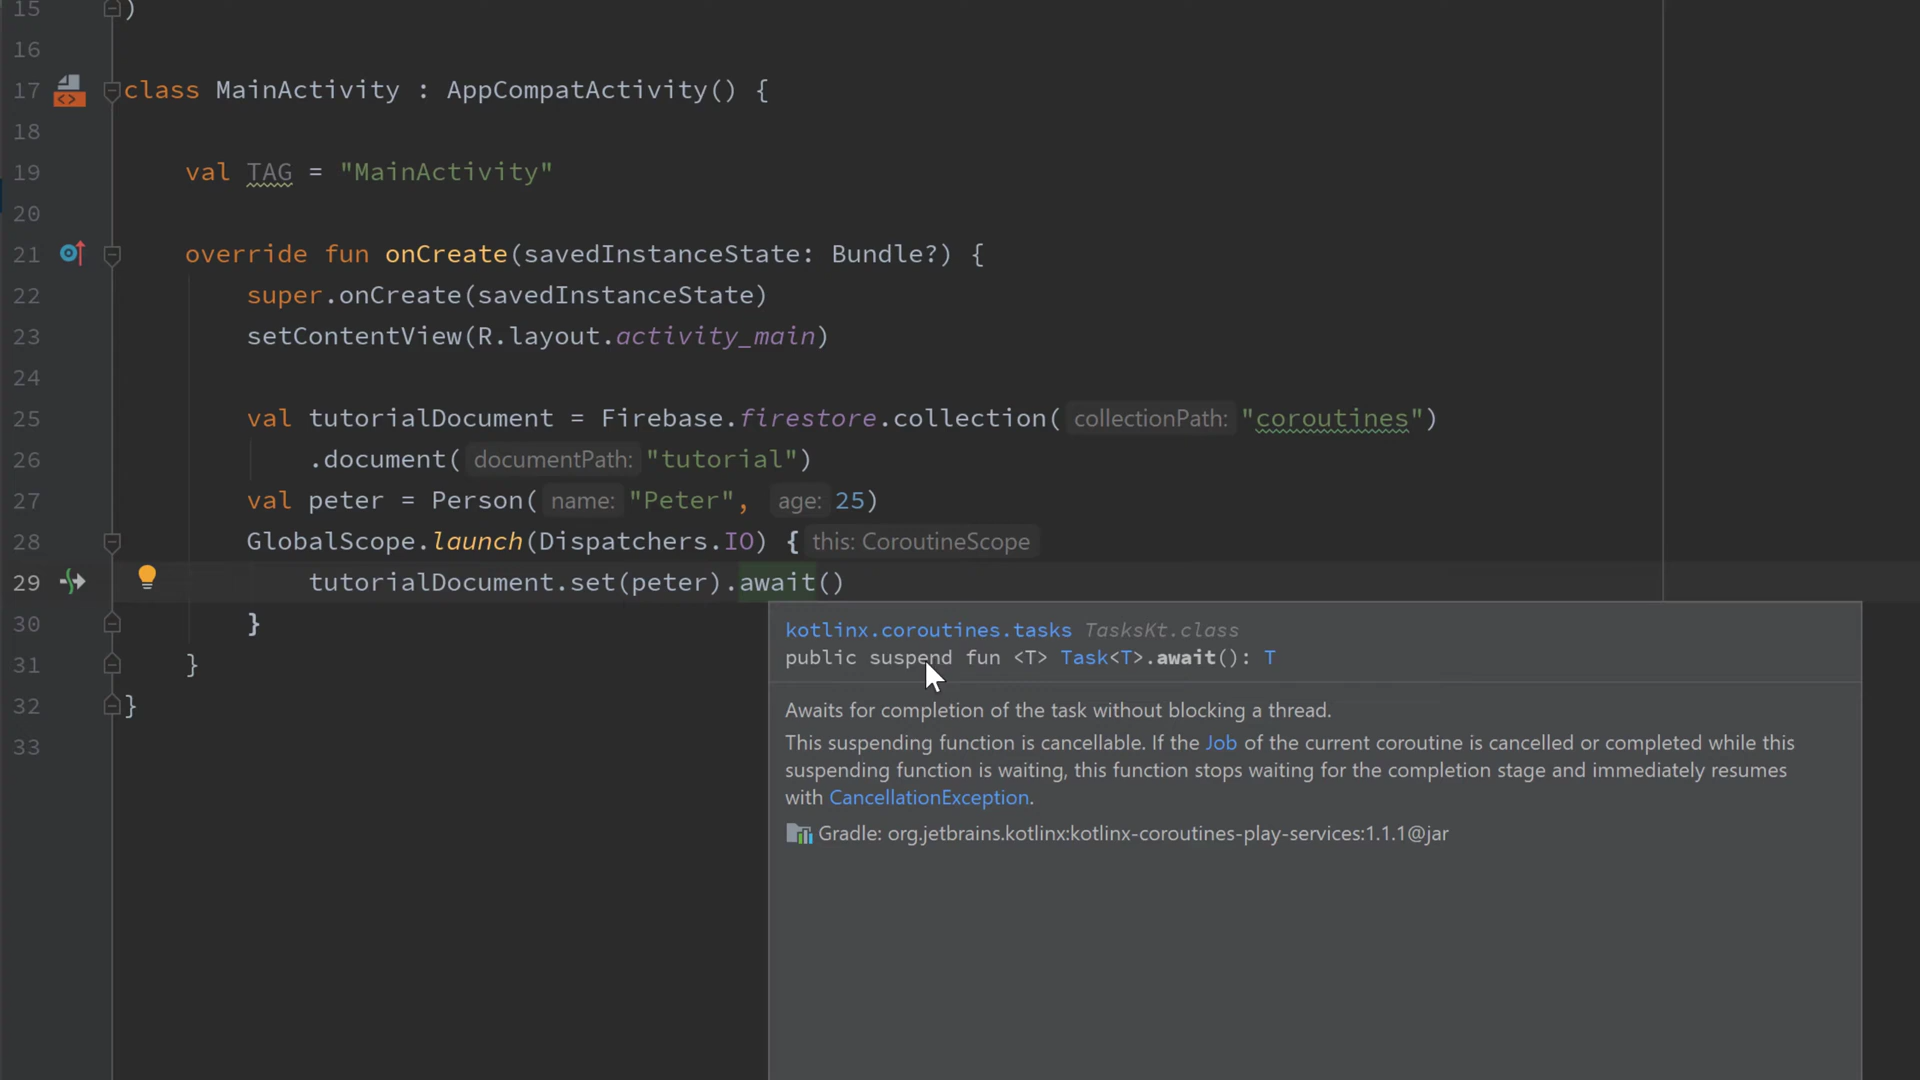 15 )
16
17 class MainActivity : AppCompatActivity() {
18
19 val TAG = "MainActivity"
20
21 override fun onCreate(savedInstanceState: Bundle?) {
22 super.onCreate(savedInstanceState)
23 setContentView(R.layout.activity_main)
24
25 val tutorialDocument = Firebase.firestore.collection( collectionPath: "coroutines")
26 .document( documentPath: "tutorial")
27 val peter = Person( name: "Peter", age: 25)
28 GlobalScope.launch(Dispatchers.IO) { this: CoroutineScope
29 tutorialDocument.set(peter).await()
30 }
31 }
32 }
33
kotlinx.coroutines.tasks TasksKt.class
public suspend fun <T> Task<T>.await(): T
Awaits for completion of the task without blocking a thread.
This suspending function is cancellable. If the Job of the current coroutine is cancelled or completed while this
suspending function is waiting, this function stops waiting for the completion stage and immediately resumes
with CancellationException.
Gradle: org.jetbrains.kotlinx:kotlinx-coroutines-play-services:1.1.1@jar